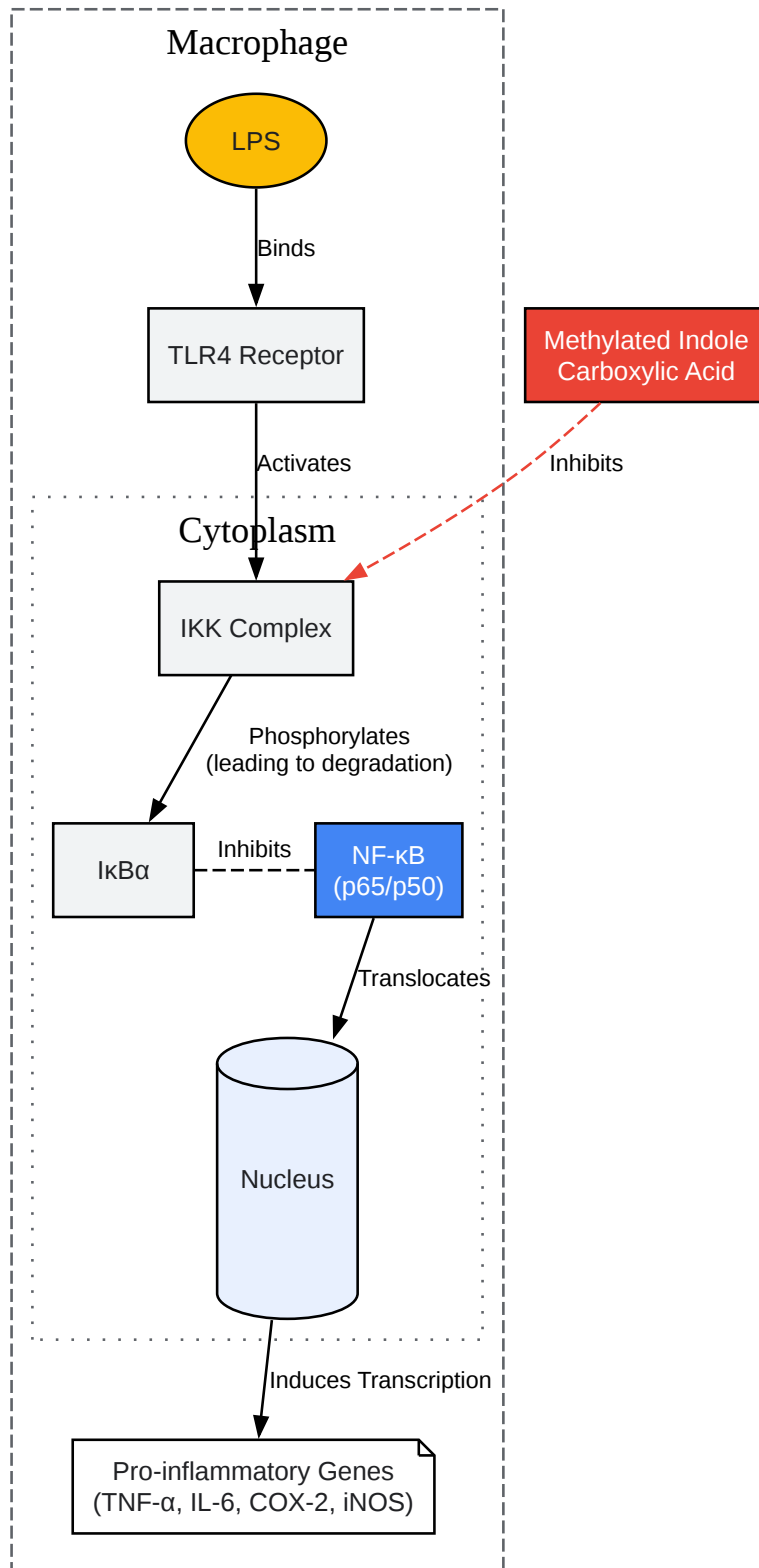 Macrophage
LPS
Binds
TLR4 Receptor
Methylated Indole
Carboxylic Acid
Activates
Inhibits
Cytoplasm
IKK Complex
Phosphorylates
(leading to degradation)
IκBα
Inhibits
NF-κB
(p65/p50)
Translocates
Nucleus
Induces Transcription
Pro-inflammatory Genes
(TNF-α, IL-6, COX-2, iNOS)